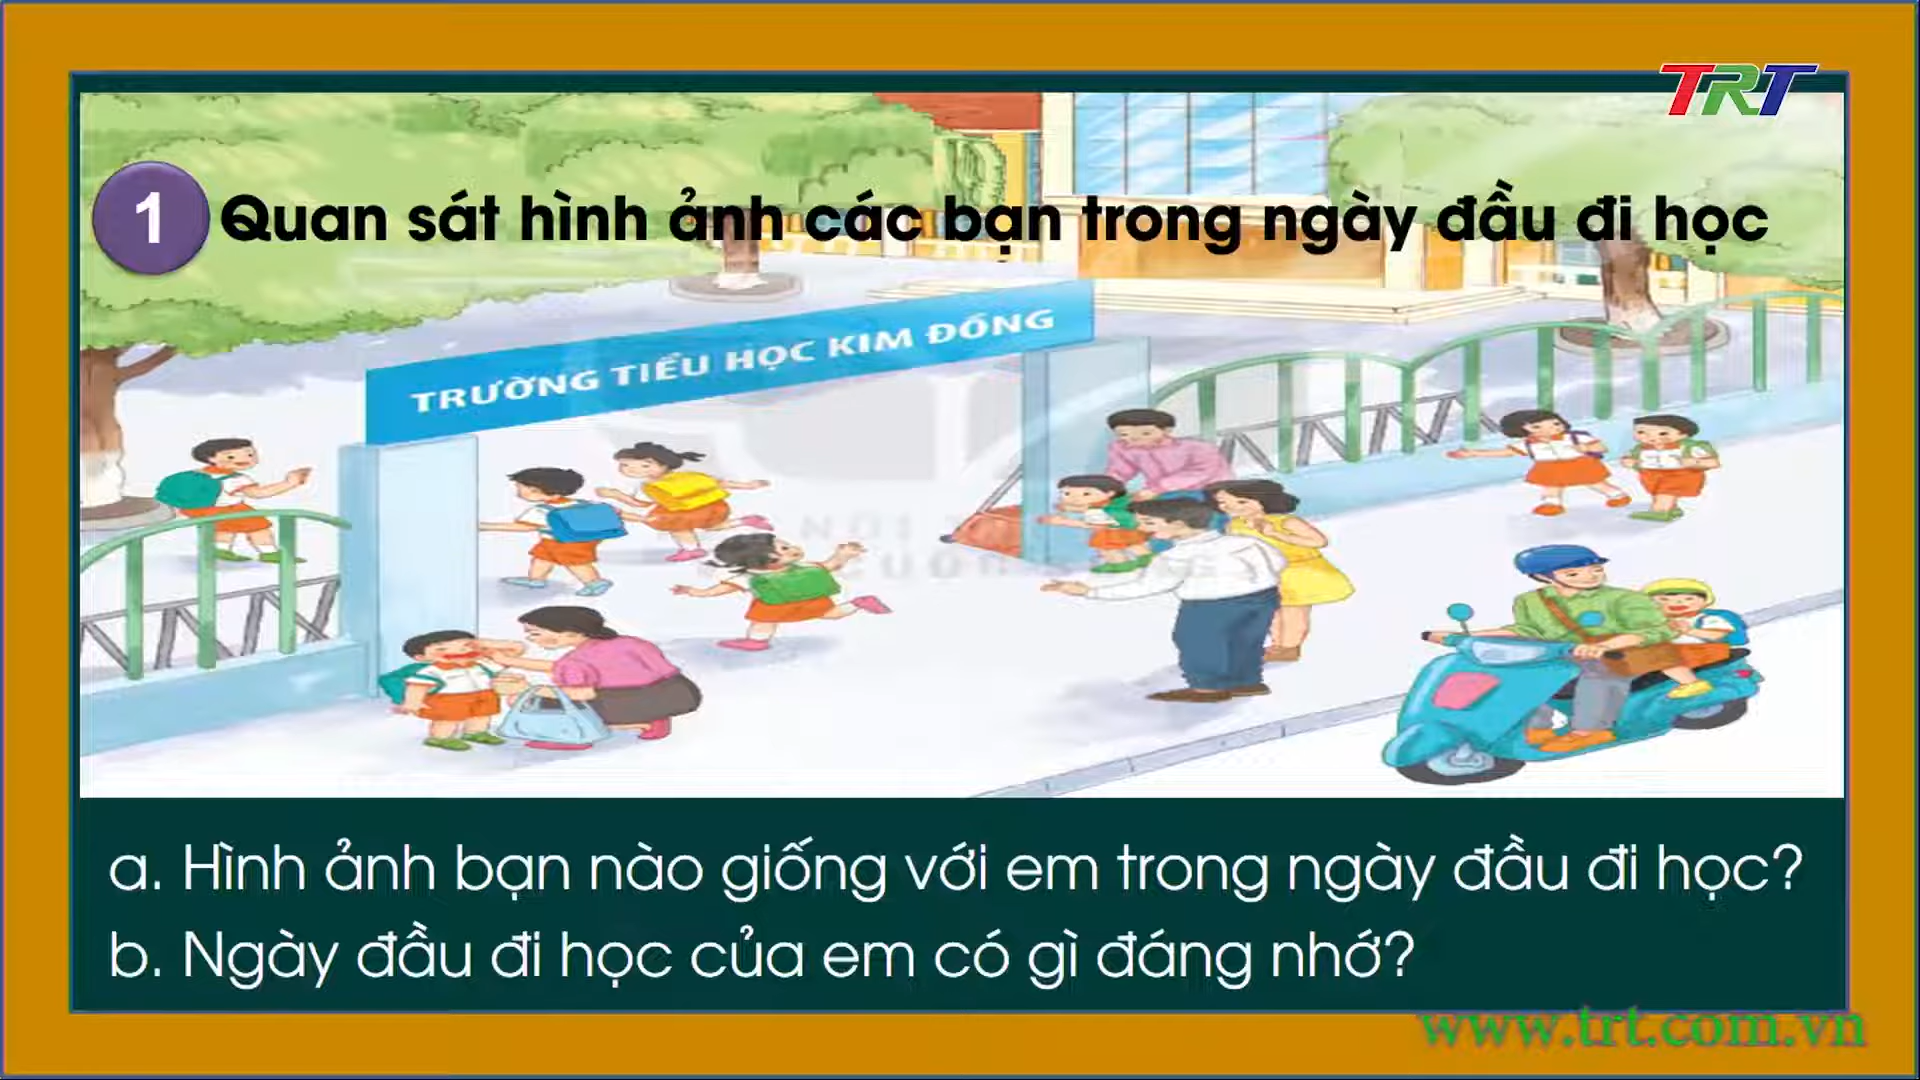 TRT
1 Quan sát hình ảnh các bạn trong ngày đầu đi học
TRƯỜNG TIỂU HỌC KIM ĐỒNG
a. Hình ảnh bạn nào giống với em trong ngày đầu đi học?
b. Ngày đầu đi học của em có gì đáng nhớ?
www.trt.com.vn